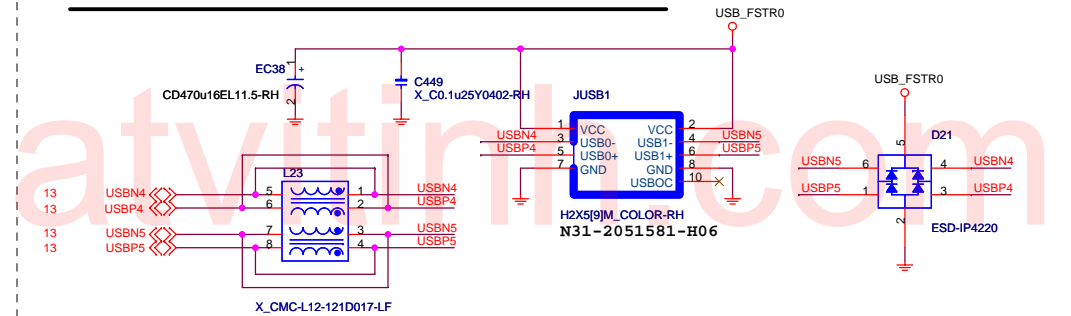 USB_FSTR0
EC38
1
+
2
CD470u16EL11.5-RH
C449
X_C0.1u25Y0402-RH
JUSB1
1 VCC VCC 2
USBN4 3 USB0- USB1- 4 USBN5
USBP4 5 USB0+ USB1+ 6 USBP5
7 GND GND 8
USBOC 10
H2X5[9]M_COLOR-RH
N31-2051581-H06
USB_FSTR0
D21
5
USBN5 6 4 USBN4
USBP5 1 3 USBP4
2
ESD-IP4220
L23
13 USBN4 5 1 USBN4
13 USBP4 6 2 USBP4
13 USBN5 7 3 USBN5
13 USBP5 8 4 USBP5
X_CMC-L12-121D017-LF
atvitinh.com